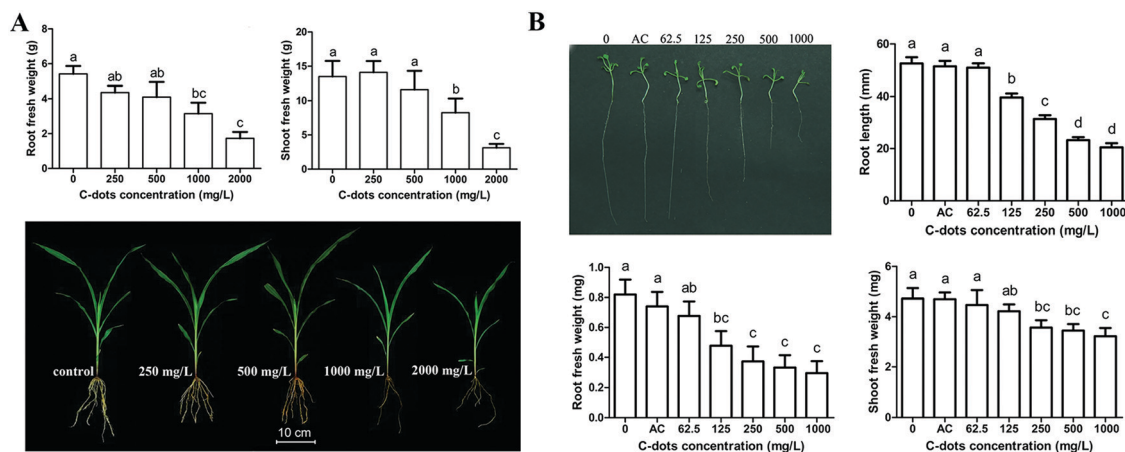 A
B
Root fresh weight (g)
6
4
2
0
a
ab
ab
bc
c
0 250 500 1000 2000
C-dots concentration (mg/L)
Shoot fresh weight (g)
20
15
10
5
0
a
a
a
b
c
0 250 500 1000 2000
C-dots concentration (mg/L)
control 250 mg/L 500 mg/L 1000 mg/L 2000 mg/L
10 cm
0 AC 62.5 125 250 500 1000
Root length (mm)
60
40
20
0
a
a
a
b
c
d
d
0 AC 62.5 125 250 500 1000
C-dots concentration (mg/L)
Root fresh weight (mg)
1.0
0.8
0.6
0.4
0.2
0.0
a
a
ab
bc
c
c
c
0 AC 62.5 125 250 500 1000
C-dots concentration (mg/L)
Shoot fresh weight (mg)
6
4
2
0
a
a
a
ab
bc
bc
c
0 AC 62.5 125 250 500 1000
C-dots concentration (mg/L)